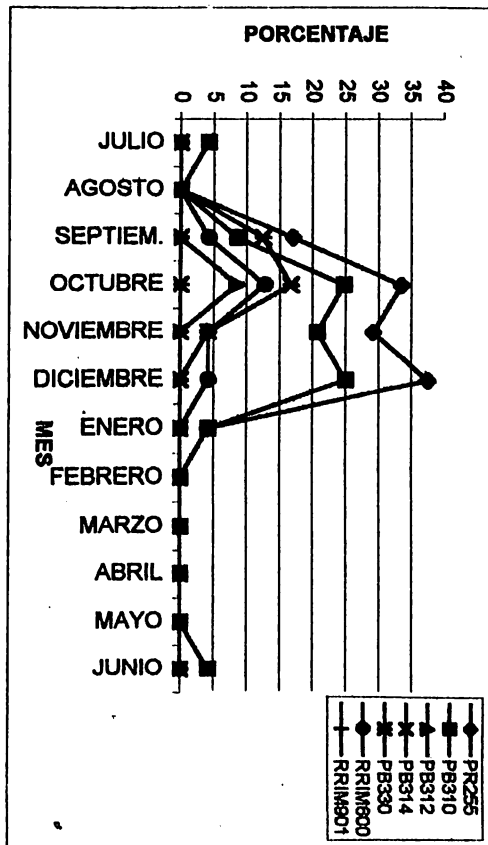 PORCENTAJE
0 5 10 15 20 25 30 35 40
JULIO
AGOSTO
SEPTIEM.
OCTUBRE
NOVIEMBRE
DICIEMBRE
ENERO
FEBRERO
MARZO
ABRIL
MAYO
JUNIO
MES
PR255
PB310
PB312
PB314
PB330
RRIM600
RRIM901